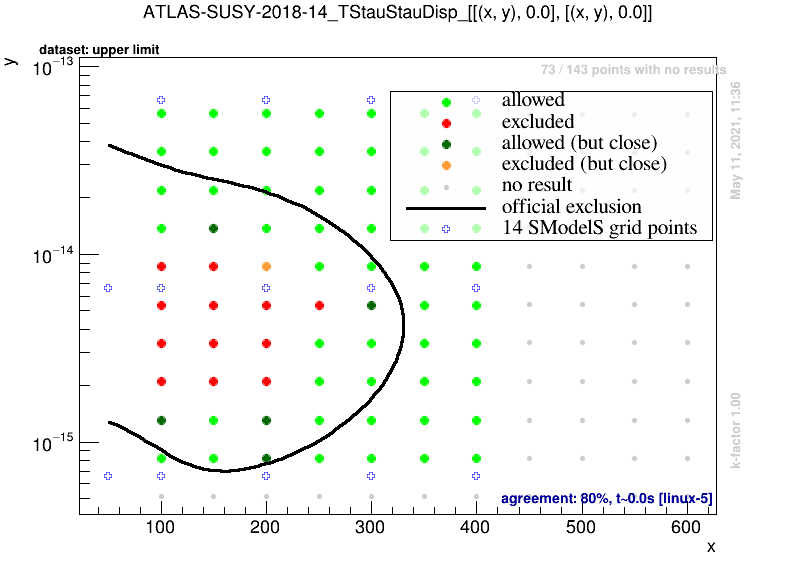 ATLAS-SUSY-2018-14_TStauStauDisp_[[(x, y), 0.0], [(x, y), 0.0]]
dataset: upper limit
y
73 / 143 points with no results
May 11, 2021, 11:36
k-factor 1.00
10^-13
10^-14
10^-15
allowed
excluded
allowed (but close)
excluded (but close)
no result
official exclusion
14 SModelS grid points
agreement: 80%, t~0.0s [linux-5]
100 200 300 400 500 600
x